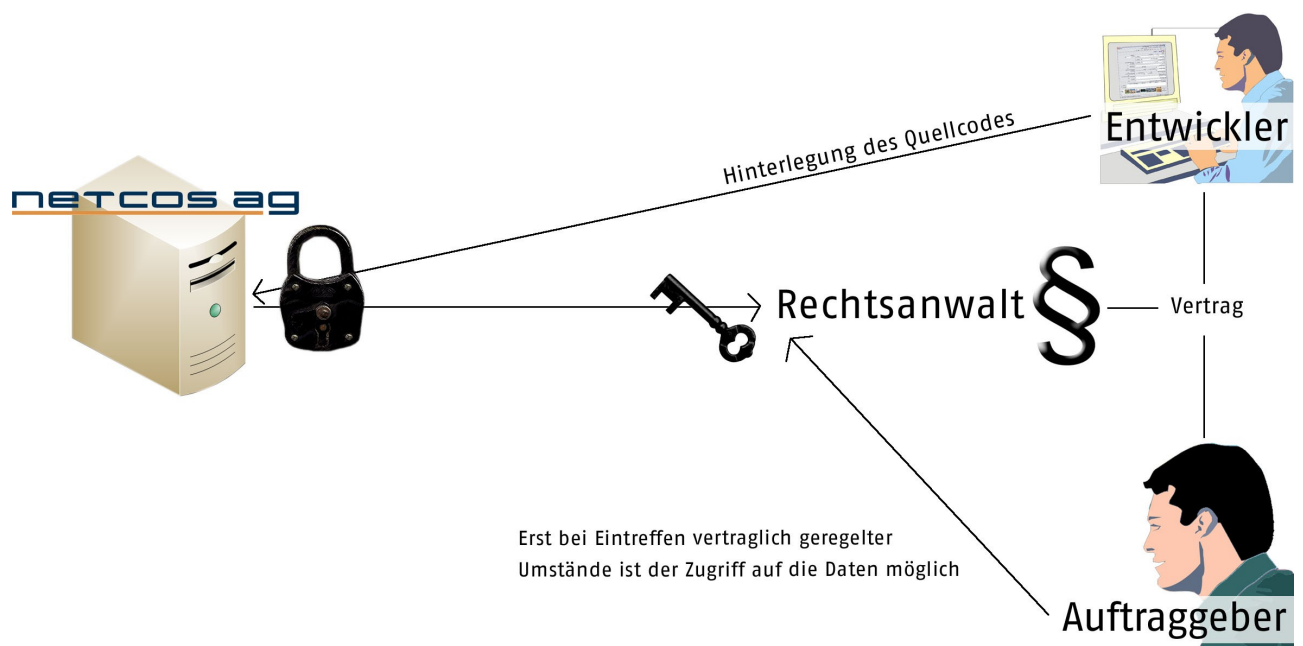 Entwickler
Hinterlegung des Quellcodes
netcos ag
Rechtsanwalt §
Vertrag
Erst bei Eintreffen vertraglich geregelter
Umstände ist der Zugriff auf die Daten möglich
Auftraggeber